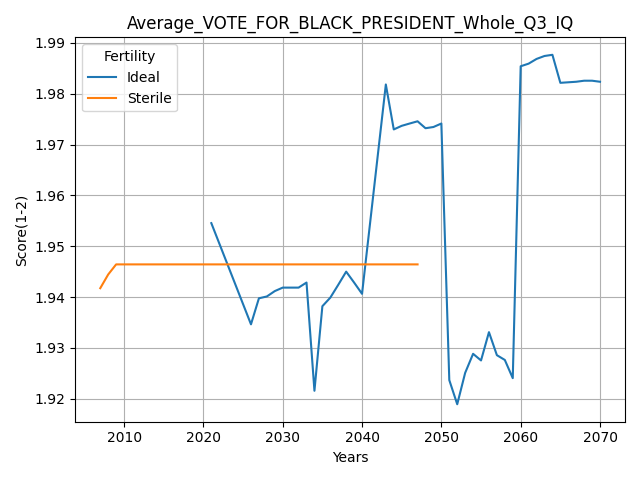 Average_VOTE_FOR_BLACK_PRESIDENT_Whole_Q3_IQ
1.99
1.98
1.97
1.96
1.95
1.94
1.93
1.92
Score(1-2)
Fertility
Ideal
Sterile
2010 2020 2030 2040 2050 2060 2070
Years